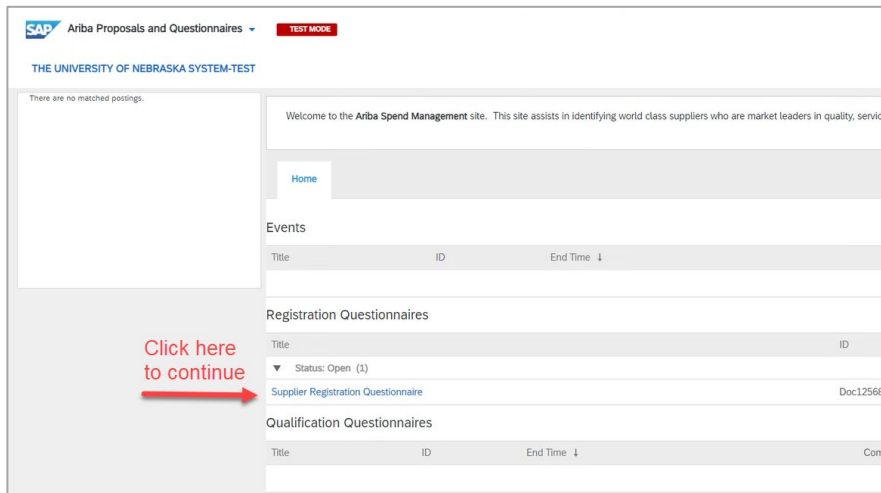 SAP Ariba Proposals and Questionnaires TEST MODE
THE UNIVERSITY OF NEBRASKA SYSTEM-TEST
There are no matched postings.
Welcome to the Ariba Spend Management site. This site assists in identifying world class suppliers who are market leaders in quality,
Home
Events
Title ID End Time ↓
Registration Questionnaires
Title ID
Status: Open (1)
Supplier Registration Questionnaire Doc12568
Click here
to continue
Qualification Questionnaires
Title ID End Time ↓